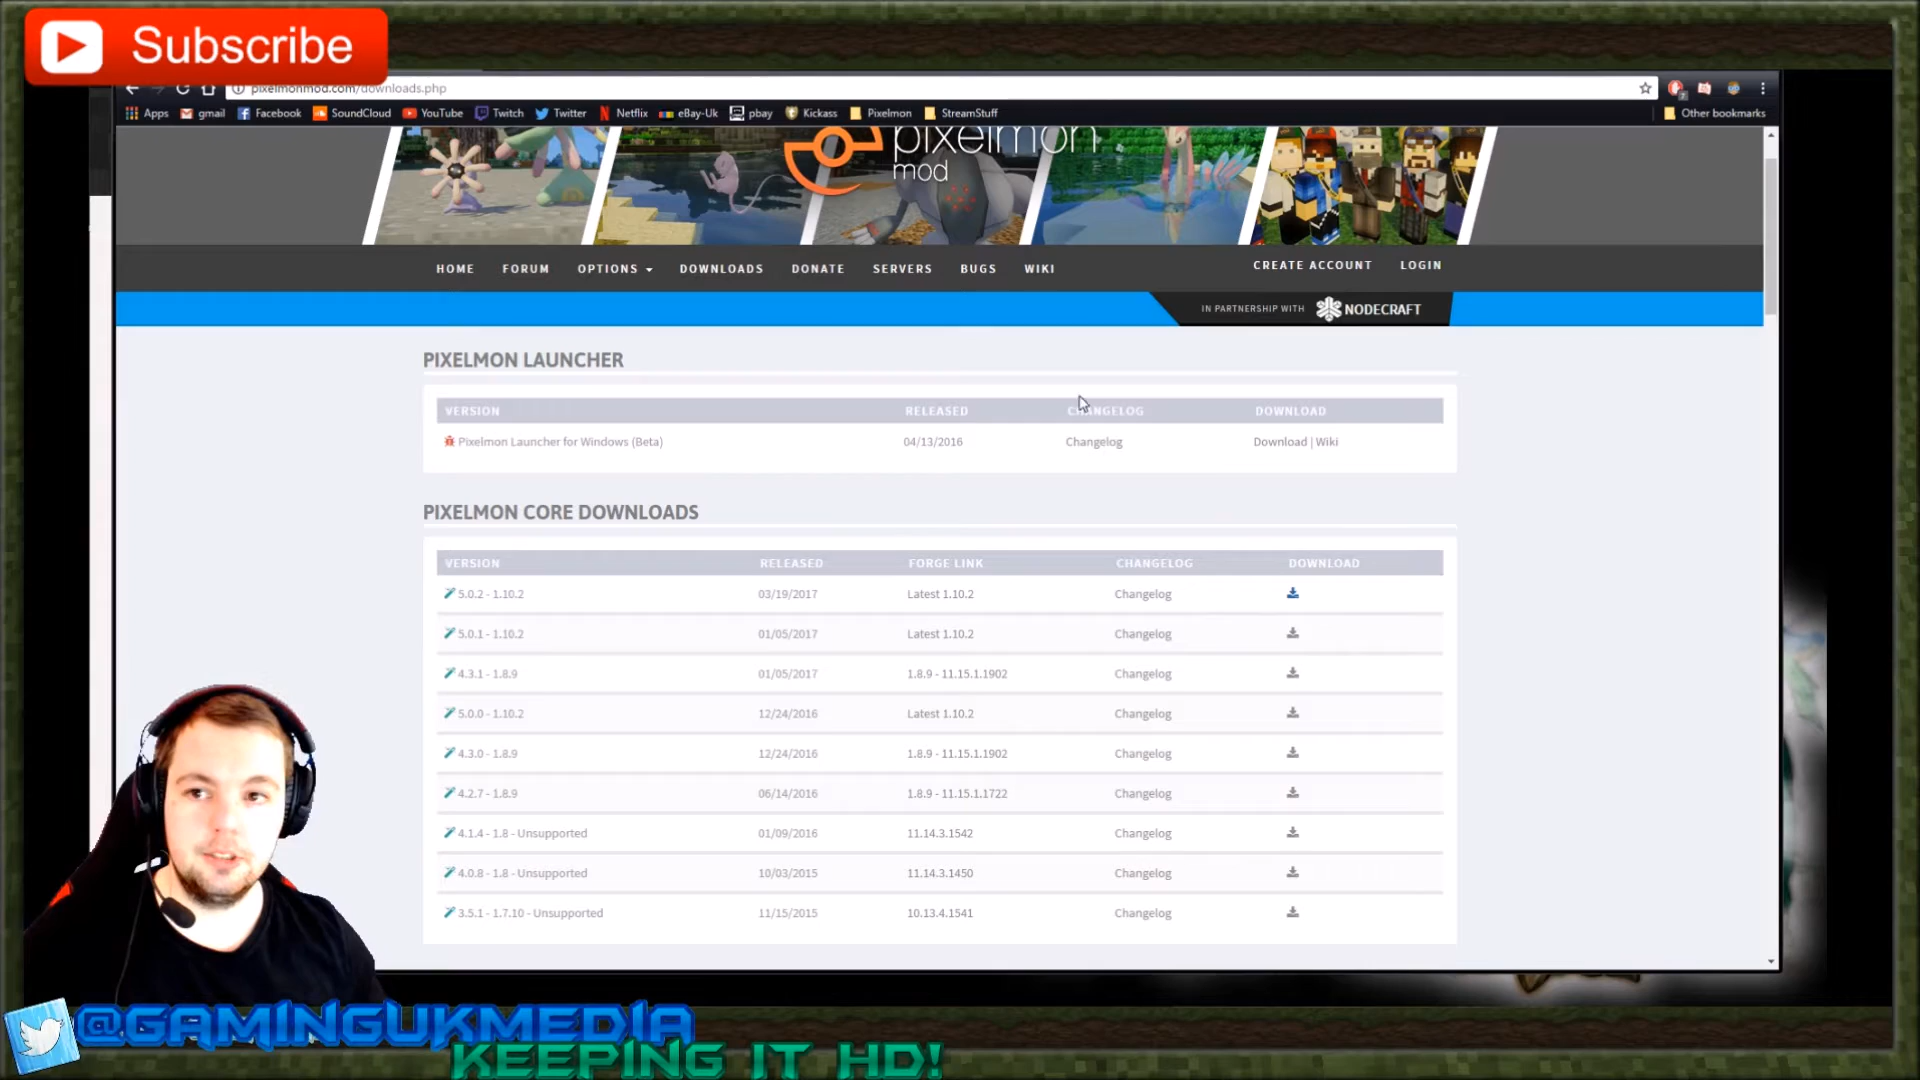 Subscribe
pixelmonmod.com/downloads.php
Apps gmail Facebook SoundCloud YouTube Twitch Twitter Netflix eBay-Uk pbay Kickass Pixelmon StreamStuff Other bookmarks
pixelmon
mod
HOME FORUM OPTIONS DOWNLOADS DONATE SERVERS BUGS WIKI CREATE ACCOUNT LOGIN
IN PARTNERSHIP WITH NODECRAFT
PIXELMON LAUNCHER
VERSION RELEASED CHANGELOG DOWNLOAD
Pixelmon Launcher for Windows (Beta) 04/13/2016 Changelog Download | Wiki
PIXELMON CORE DOWNLOADS
VERSION RELEASED FORGE LINK CHANGELOG DOWNLOAD
5.0.2 - 1.10.2 03/19/2017 Latest 1.10.2 Changelog
5.0.1 - 1.10.2 01/05/2017 Latest 1.10.2 Changelog
4.3.1 - 1.8.9 01/05/2017 1.8.9 - 11.15.1.1902 Changelog
5.0.0 - 1.10.2 12/24/2016 Latest 1.10.2 Changelog
4.3.0 - 1.8.9 12/24/2016 1.8.9 - 11.15.1.1902 Changelog
4.2.7 - 1.8.9 06/14/2016 1.8.9 - 11.15.1.1722 Changelog
4.1.4 - 1.8 - Unsupported 01/09/2016 11.14.3.1542 Changelog
4.0.8 - 1.8 - Unsupported 10/03/2015 11.14.3.1450 Changelog
3.5.1 - 1.7.10 - Unsupported 11/15/2015 10.13.4.1541 Changelog
@GAMINGUKMEDIA
KEEPING IT HD!